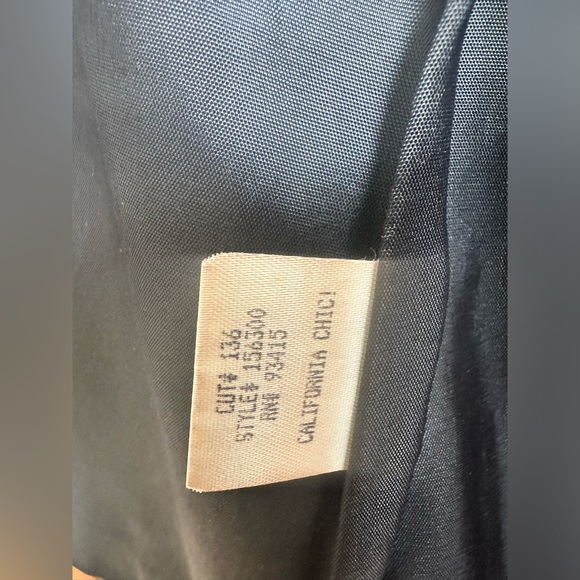 CUT# 136
STYLE# 156300
RN# 93415
CALIFORNIA CHIC!